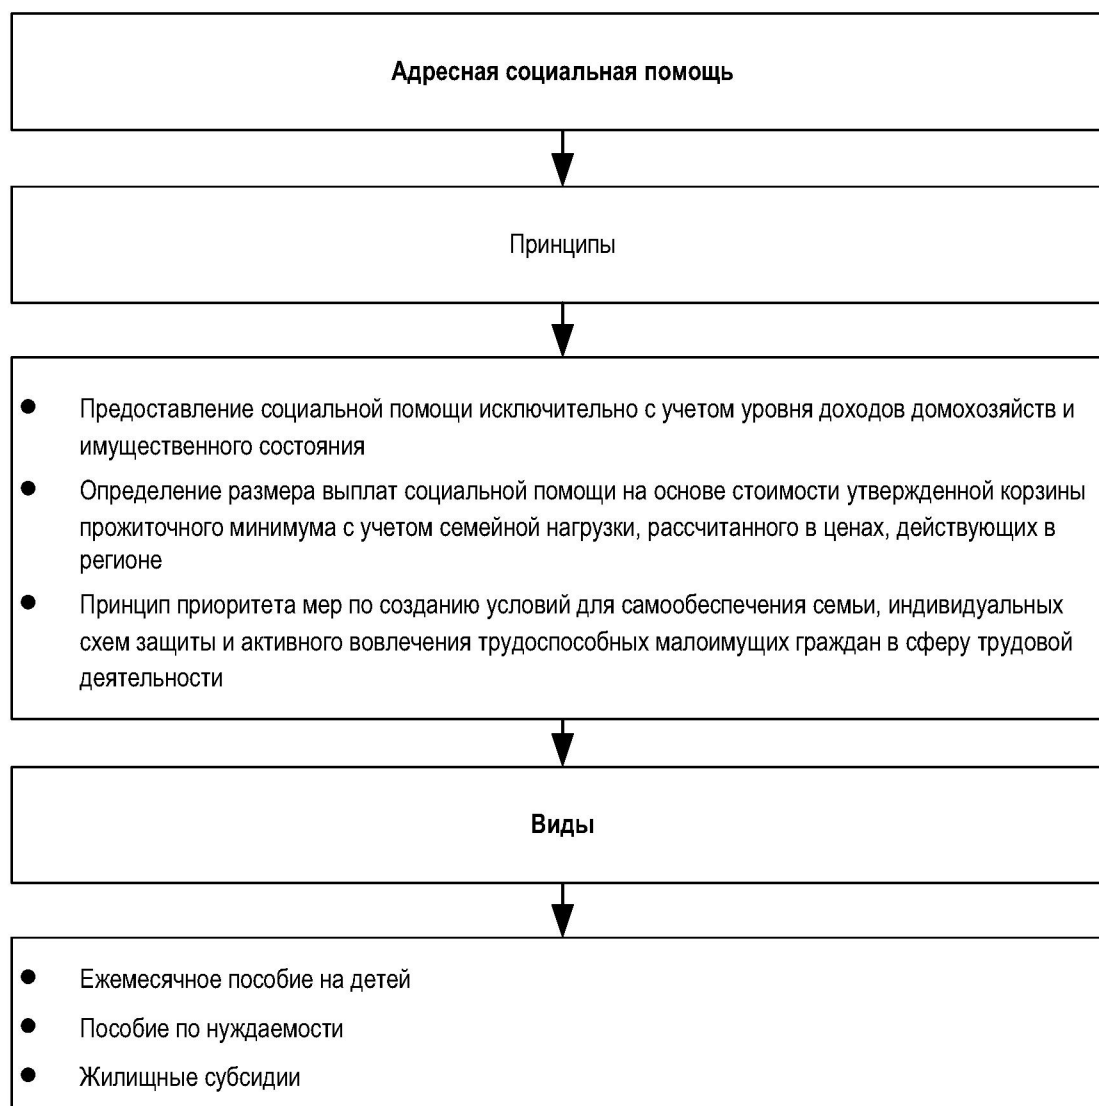 Адресная социальная помощь
Принципы
● Предоставление социальной помощи исключительно с учетом уровня доходов домохозяйств и
имущественного состояния
● Определение размера выплат социальной помощи на основе стоимости утвержденной корзины
прожиточного минимума с учетом семейной нагрузки, рассчитанного в ценах, действующих в
регионе
● Принцип приоритета мер по созданию условий для самообеспечения семьи, индивидуальных
схем защиты и активного вовлечения трудоспособных малоимущих граждан в сферу трудовой
деятельности
Виды
● Ежемесячное пособие на детей
● Пособие по нуждаемости
● Жилищные субсидии